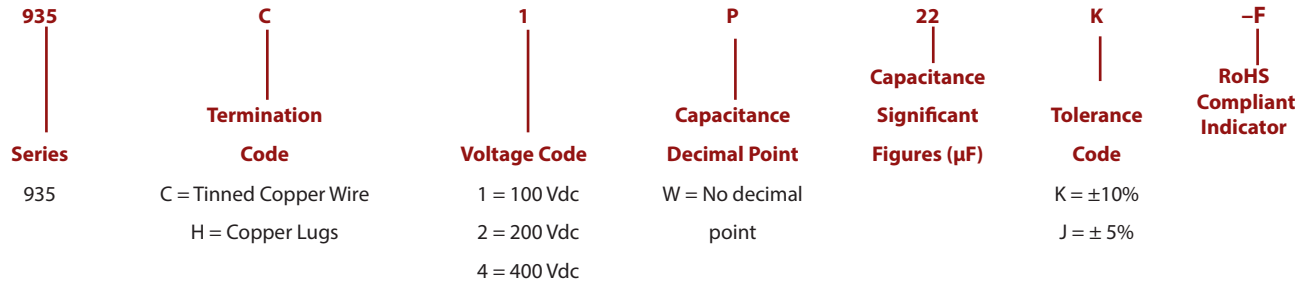 935 C 1 P 22 K –F
Capacitance RoHS
Termination Capacitance Significant Tolerance Compliant
Indicator
Series Code Voltage Code Decimal Point Figures (µF) Code
935 C = Tinned Copper Wire 1 = 100 Vdc W = No decimal K = ±10%
H = Copper Lugs 2 = 200 Vdc point J = ± 5%
4 = 400 Vdc